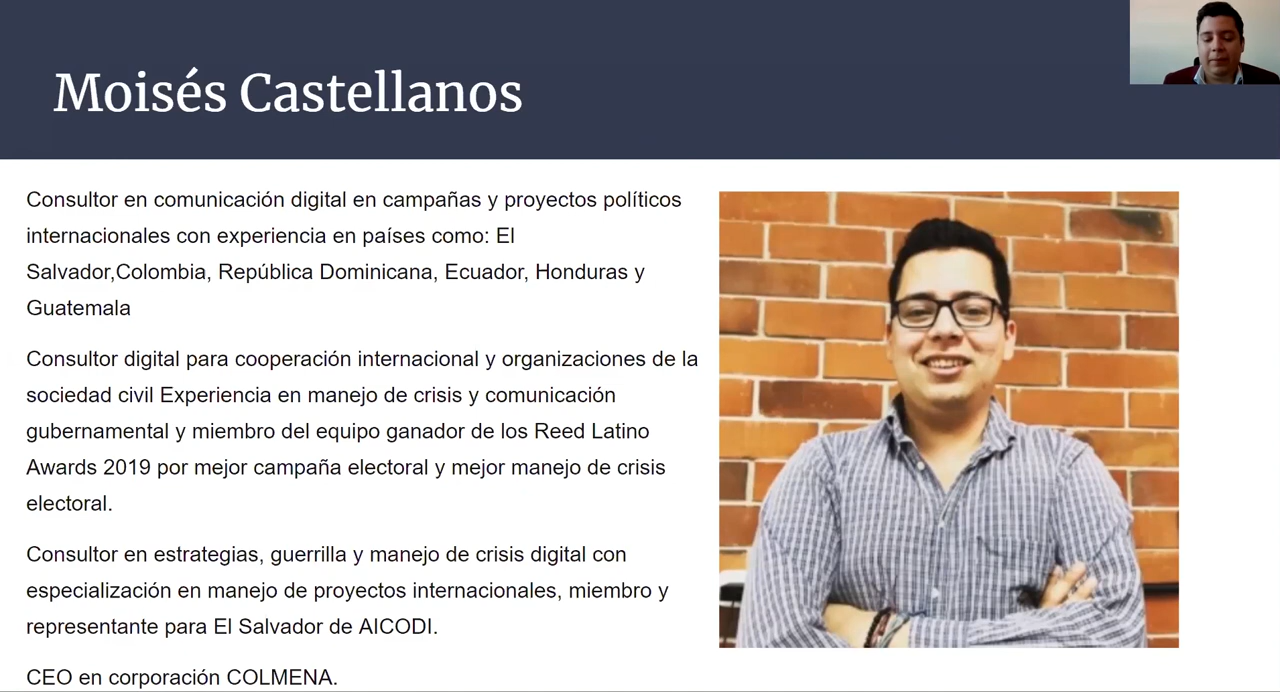 Moisés Castellanos
Consultor en comunicación digital en campañas y proyectos políticos
internacionales con experiencia en países como: El
Salvador,Colombia, República Dominicana, Ecuador, Honduras y
Guatemala
Consultor digital para cooperación internacional y organizaciones de la
sociedad civil Experiencia en manejo de crisis y comunicación
gubernamental y miembro del equipo ganador de los Reed Latino
Awards 2019 por mejor campaña electoral y mejor manejo de crisis
electoral.
Consultor en estrategias, guerrilla y manejo de crisis digital con
especialización en manejo de proyectos internacionales, miembro y
representante para El Salvador de AICODI.
CEO en corporación COLMENA.